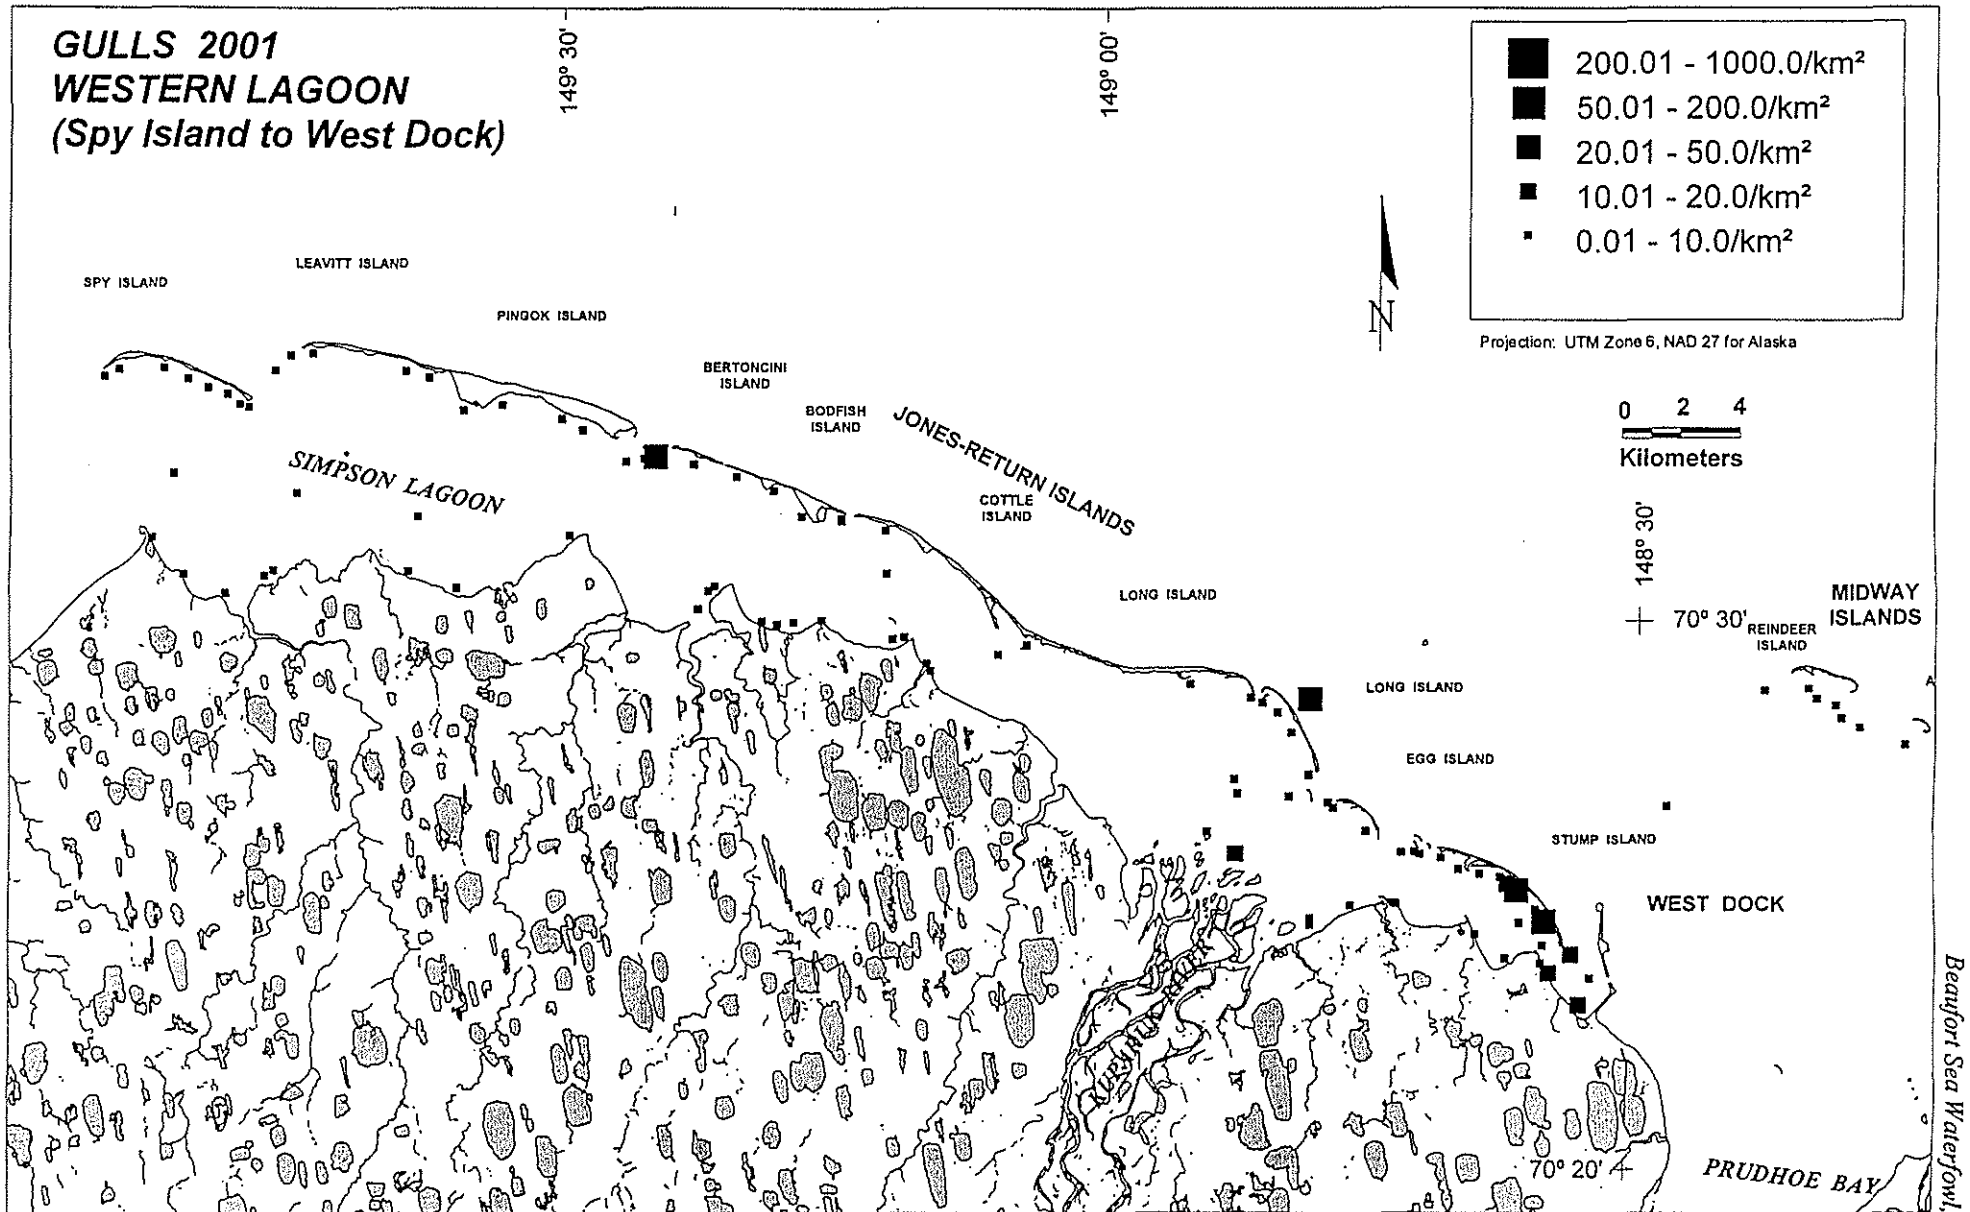 GULLS 2001
WESTERN LAGOON
(Spy Island to West Dock)
149° 30'
149° 00'
200.01 - 1000.0/km²
50.01 - 200.0/km²
20.01 - 50.0/km²
10.01 - 20.0/km²
0.01 - 10.0/km²
Projection: UTM Zone 6, NAD 27 for Alaska
N
0 2 4
Kilometers
SPY ISLAND
LEAVITT ISLAND
PINGOK ISLAND
BERTONCINI
ISLAND
BODFISH
ISLAND
JONES-RETURN ISLANDS
COTTLE
ISLAND
SIMPSON LAGOON
LONG ISLAND
148° 30'
70° 30'
MIDWAY
ISLANDS
REINDEER
ISLAND
LONG ISLAND
EGG ISLAND
STUMP ISLAND
WEST DOCK
KUPARUK RIVER
70° 20'
PRUDHOE BAY
Beaufort Sea Waterfowl,